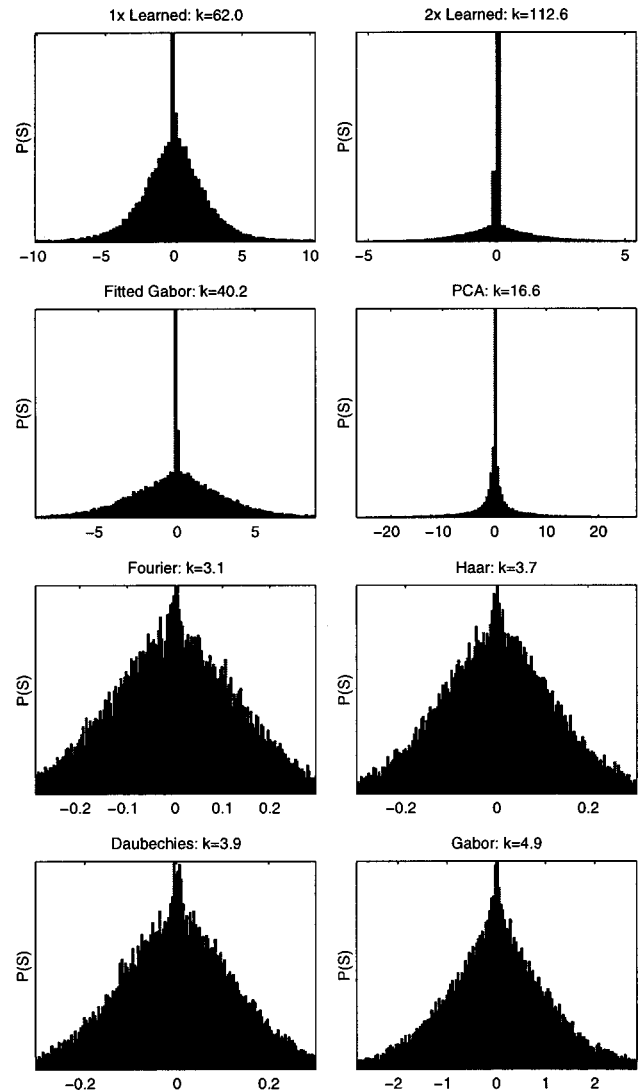 1x Learned: k=62.0
P(S)
−10 −5 0 5 10
2x Learned: k=112.6
P(S)
−5 0 5
Fitted Gabor: k=40.2
P(S)
−5 0 5
PCA: k=16.6
P(S)
−20 −10 0 10 20
Fourier: k=3.1
P(S)
−0.2 −0.1 0 0.1 0.2
Haar: k=3.7
P(S)
−0.2 0 0.2
Daubechies: k=3.9
P(S)
−0.2 0 0.2
Gabor: k=4.9
P(S)
−2 −1 0 1 2